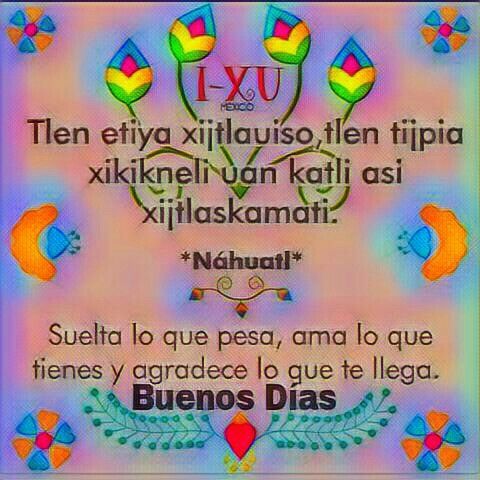 I-XU
MEXICO
Tlen etiya xijtlauiso,tlen tijpia
xikikneli uan katli asi
xijtlaskamati.
*Náhuatl*
Suelta lo que pesa, ama lo que
tienes y agradece lo que te llega.
Buenos Días